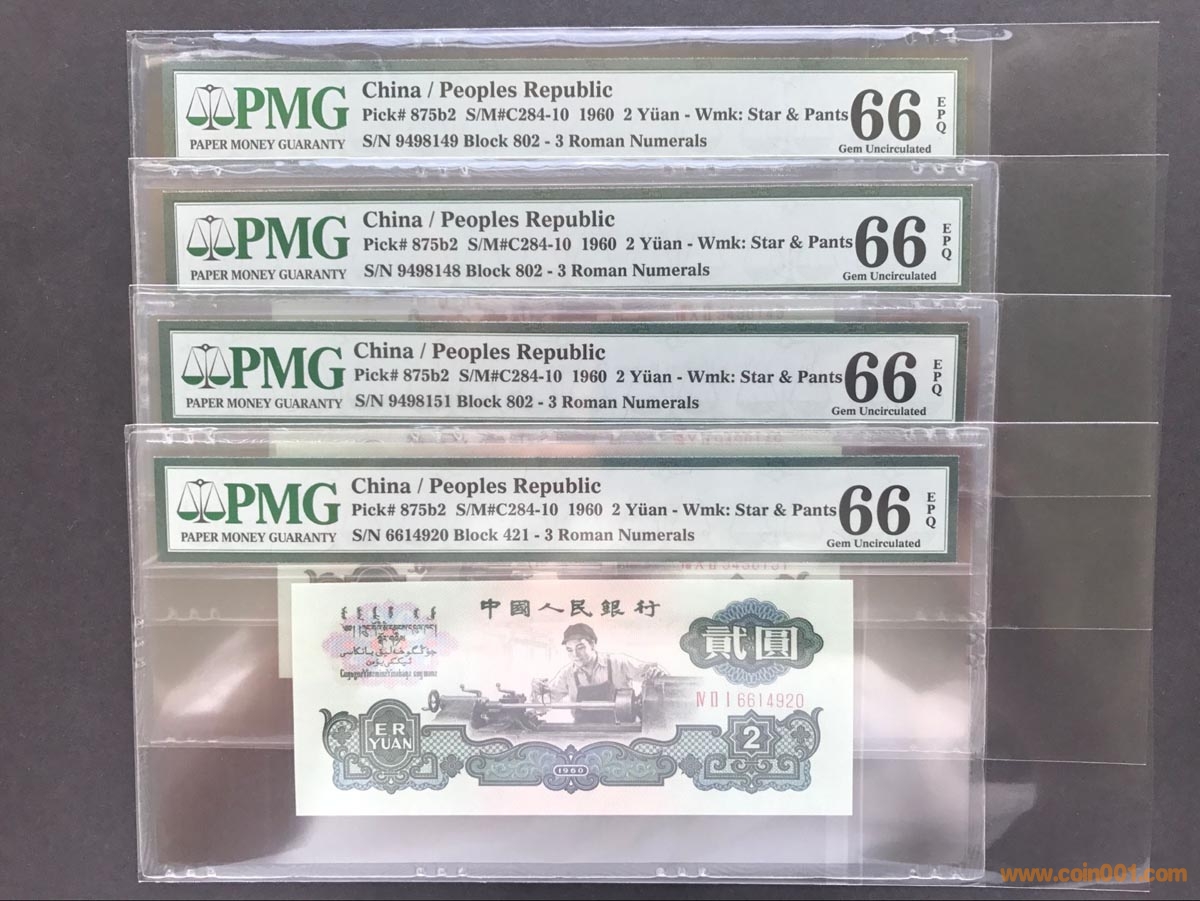 PMG
PAPER MONEY GUARANTY
China / Peoples Republic
Pick# 875b2 S/M#C284-10 1960 2 Yüan - Wmk: Star & Pants
S/N 9498149 Block 802 - 3 Roman Numerals
66
EPQ
Gem Uncirculated
PMG
PAPER MONEY GUARANTY
China / Peoples Republic
Pick# 875b2 S/M#C284-10 1960 2 Yüan - Wmk: Star & Pants
S/N 9498148 Block 802 - 3 Roman Numerals
66
EPQ
Gem Uncirculated
PMG
PAPER MONEY GUARANTY
China / Peoples Republic
Pick# 875b2 S/M#C284-10 1960 2 Yüan - Wmk: Star & Pants
S/N 9498151 Block 802 - 3 Roman Numerals
66
EPQ
Gem Uncirculated
PMG
PAPER MONEY GUARANTY
China / Peoples Republic
Pick# 875b2 S/M#C284-10 1960 2 Yüan - Wmk: Star & Pants
S/N 6614920 Block 421 - 3 Roman Numerals
66
EPQ
Gem Uncirculated
中國人民銀行
貳圓
Ⅳ Ⅱ Ⅰ 6614920
ER
YUAN
2
1960
www.coin001.com